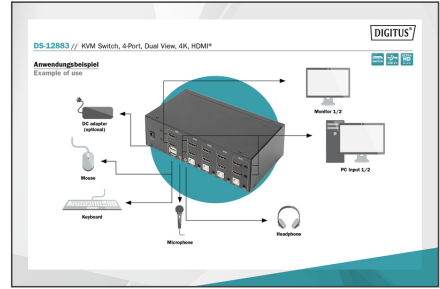 DIGITUS®
DS-12883 // KVM Switch, 4-Port, Dual View, 4K, HDMI®
Anwendungsbeispiel
Example of use
DC adapter
(optional)
Monitor 1/2
PC Input 1/2
Mouse
Keyboard
Microphone
Headphone